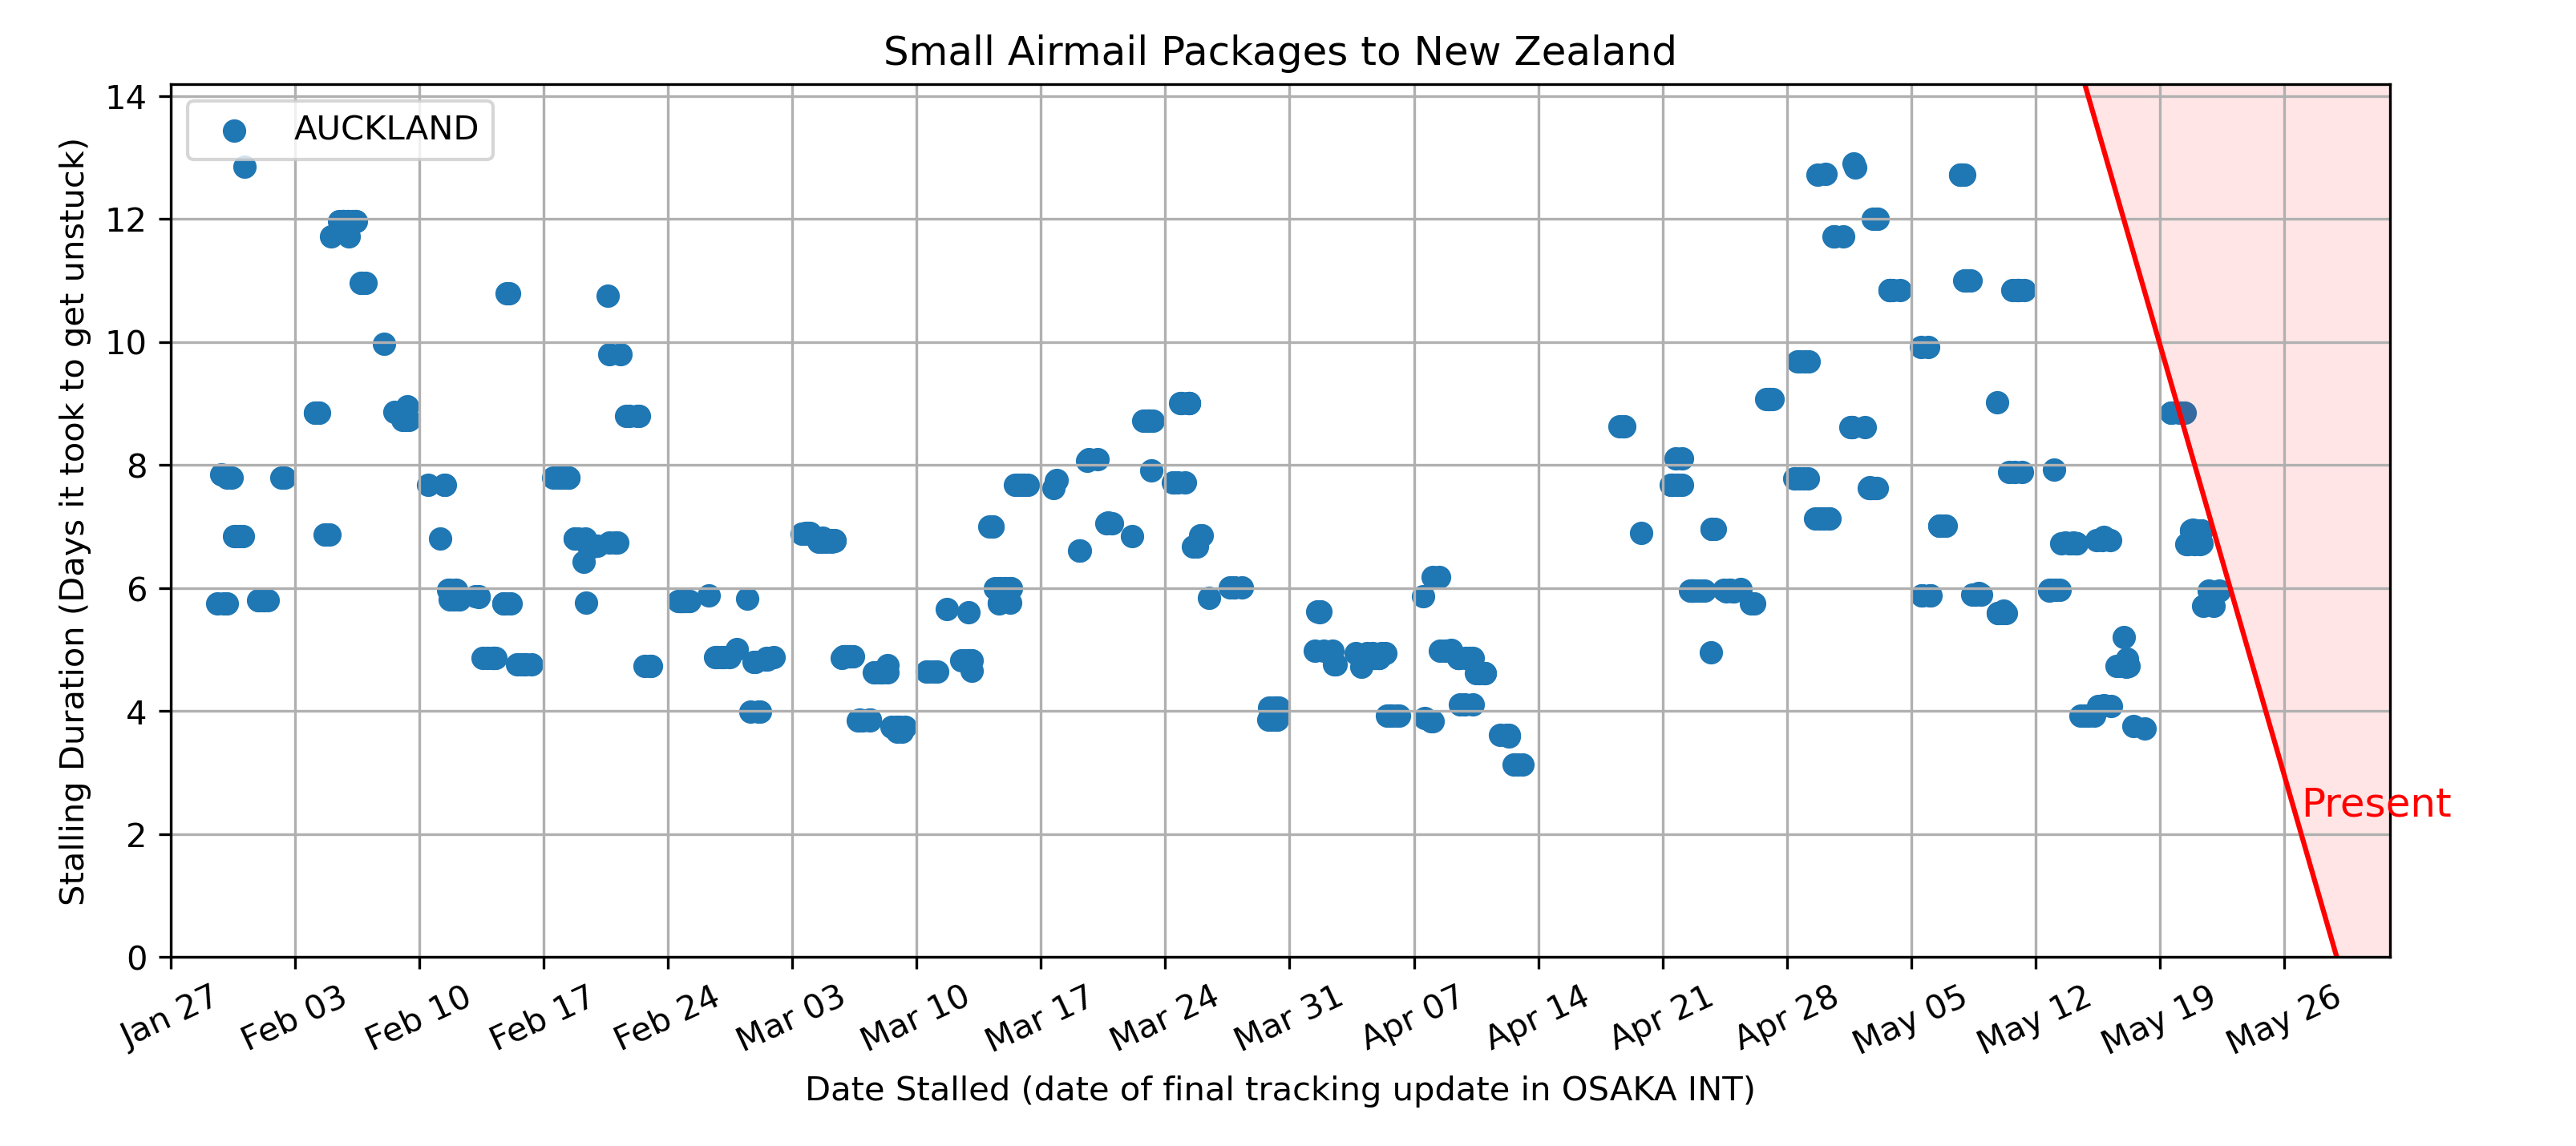 Small Airmail Packages to New Zealand
AUCKLAND
Stalling Duration (Days it took to get unstuck)
14
12
10
8
6
4
2
0
Present
Jan 27
Feb 03
Feb 10
Feb 17
Feb 24
Mar 03
Mar 10
Mar 17
Mar 24
Mar 31
Apr 07
Apr 14
Apr 21
Apr 28
May 05
May 12
May 19
May 26
Date Stalled (date of final tracking update in OSAKA INT)